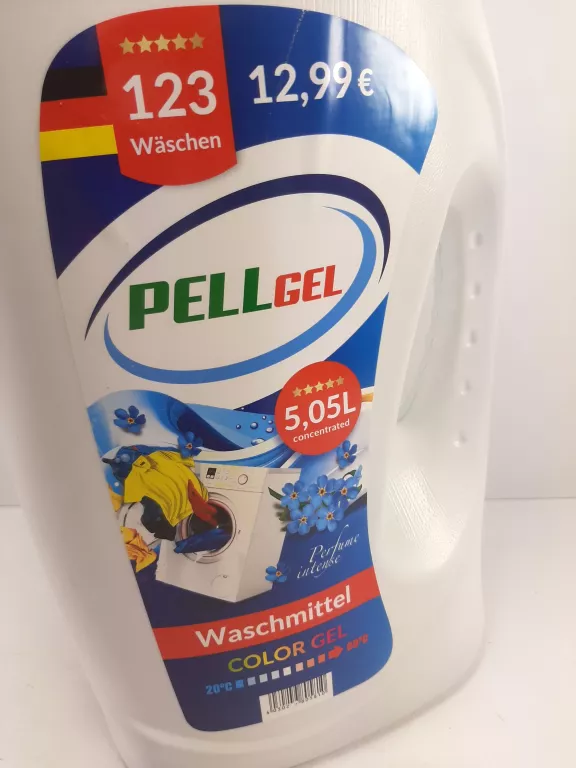 123
Wäschen
12,99€
PELLGEL
5,05L
concentrated
Perfume
intense
Waschmittel
COLOR GEL
20°C 60°C